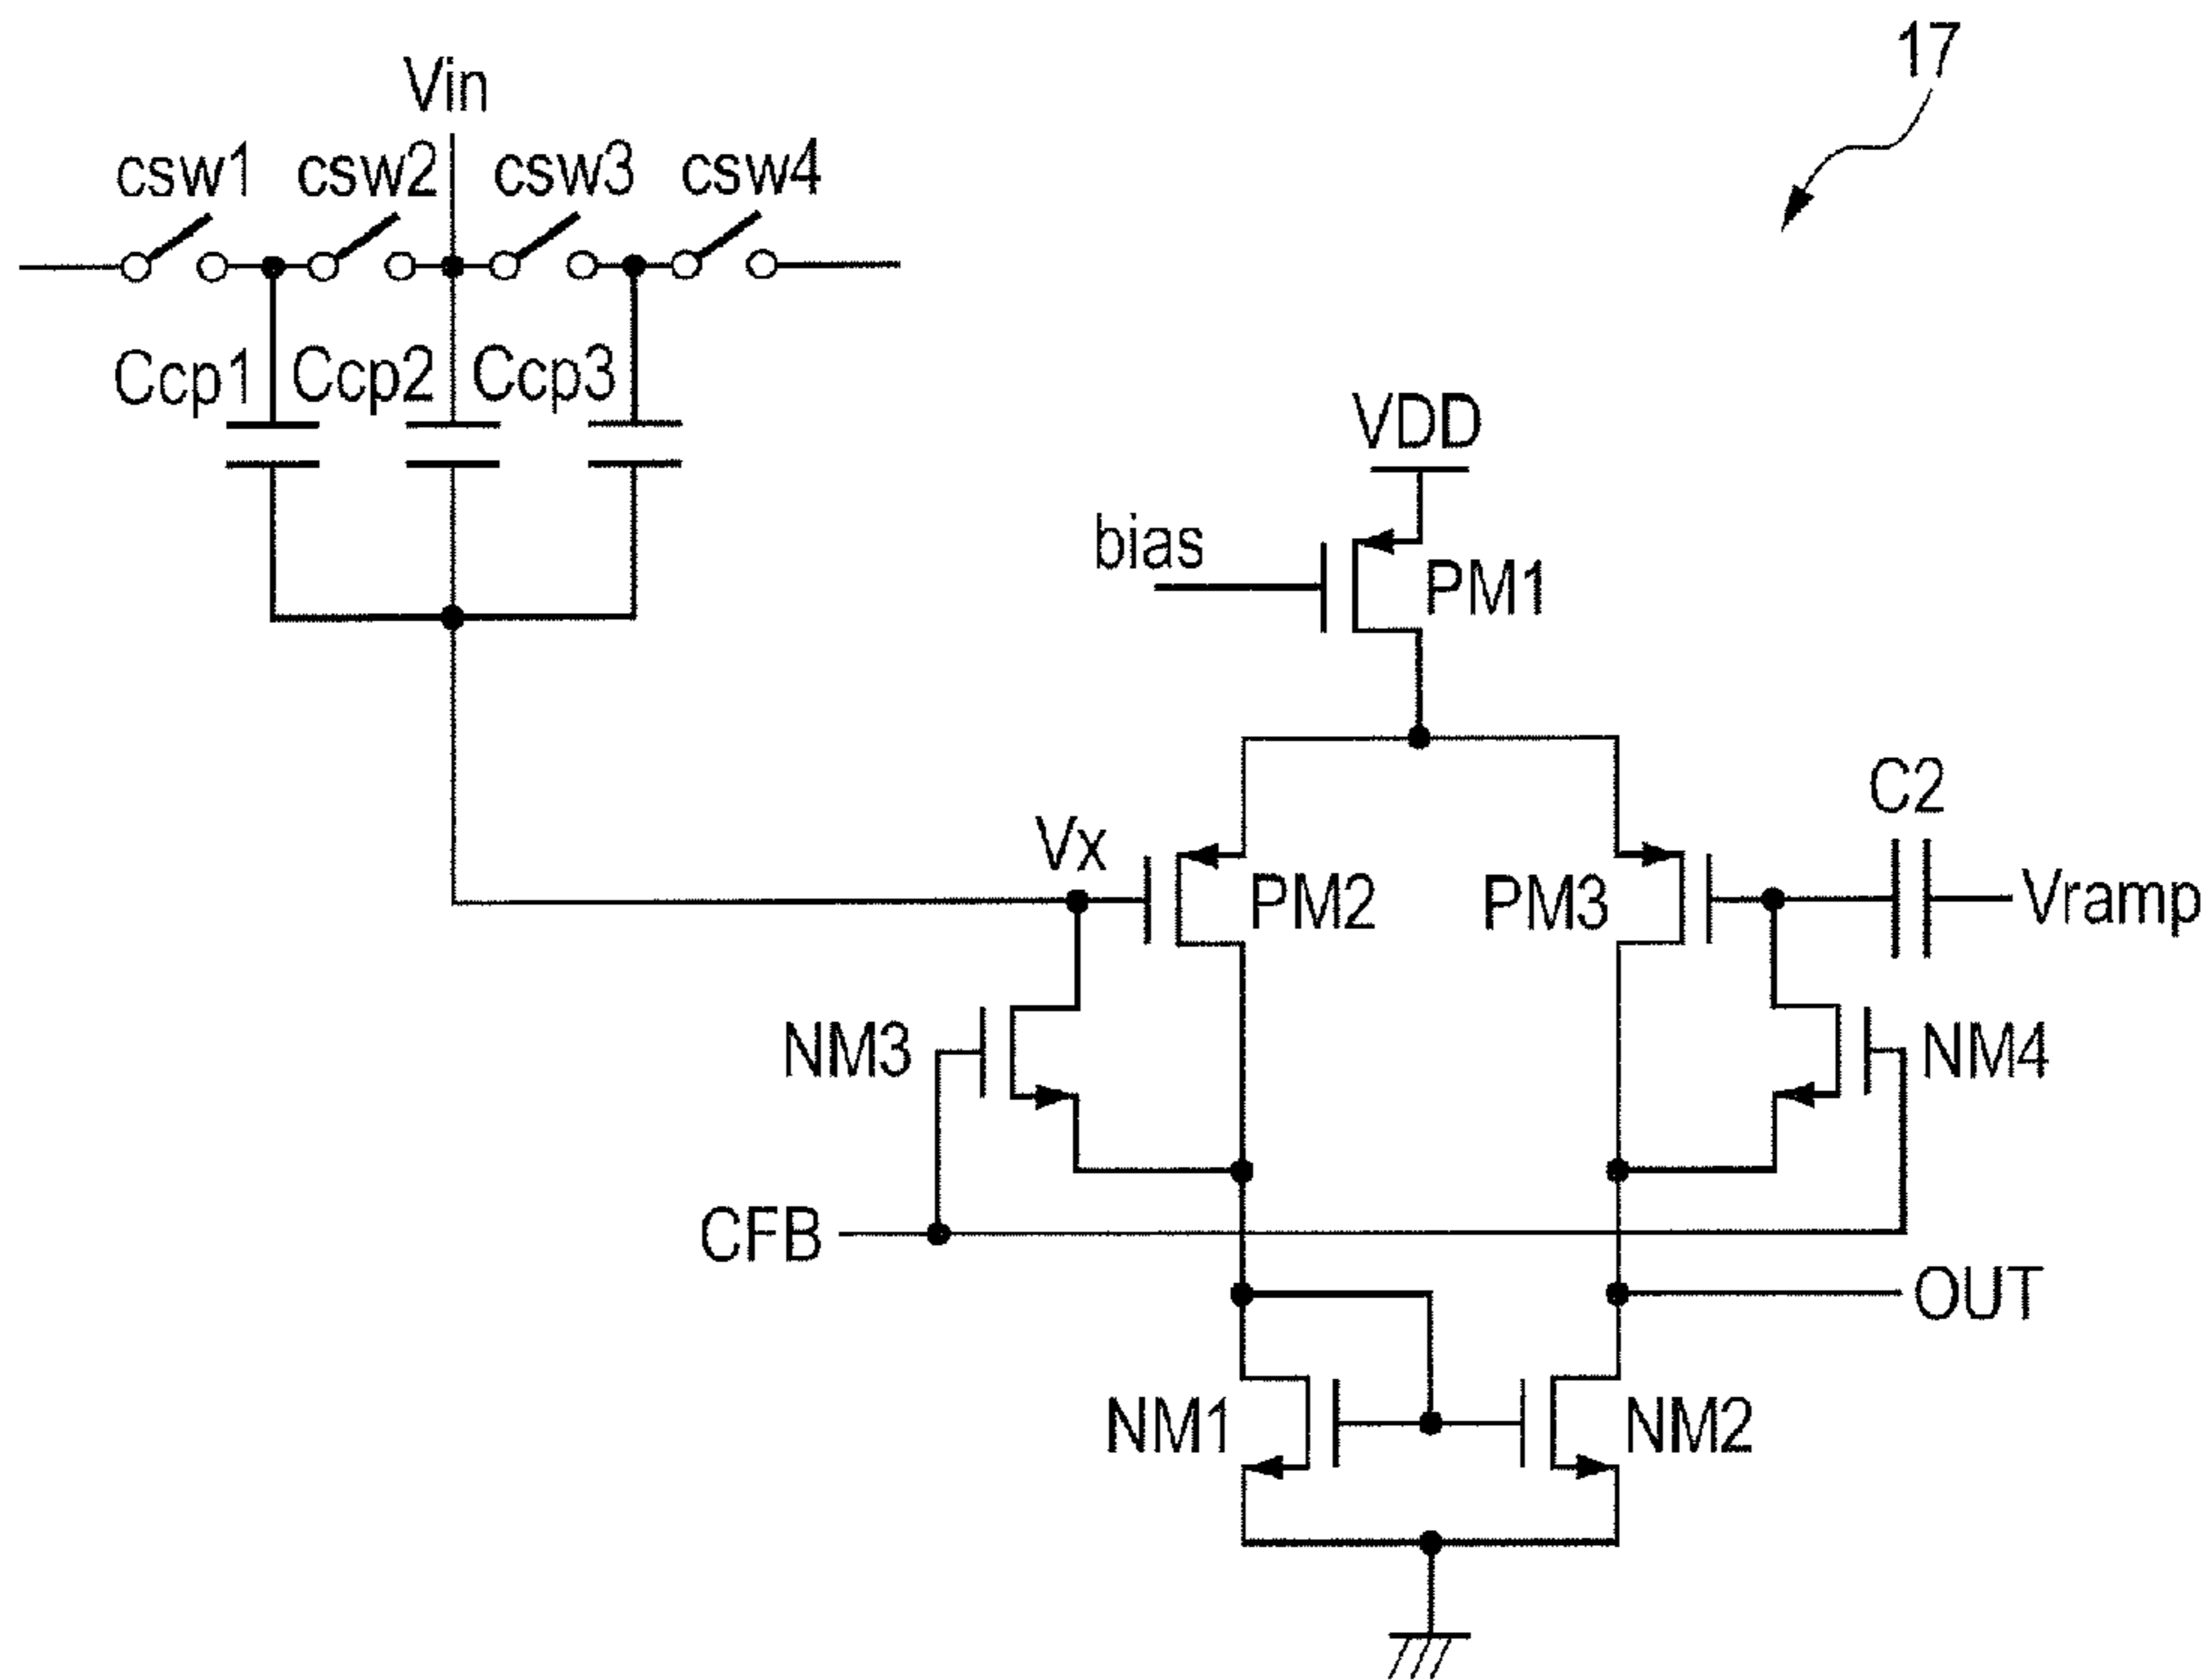 17
Vin
csw1 csw2 csw3 csw4
Ccp1 Ccp2 Ccp3
VDD
bias
PM1
C2
Vx
PM2 PM3
Vramp
NM3 NM4
CFB
OUT
NM1 NM2